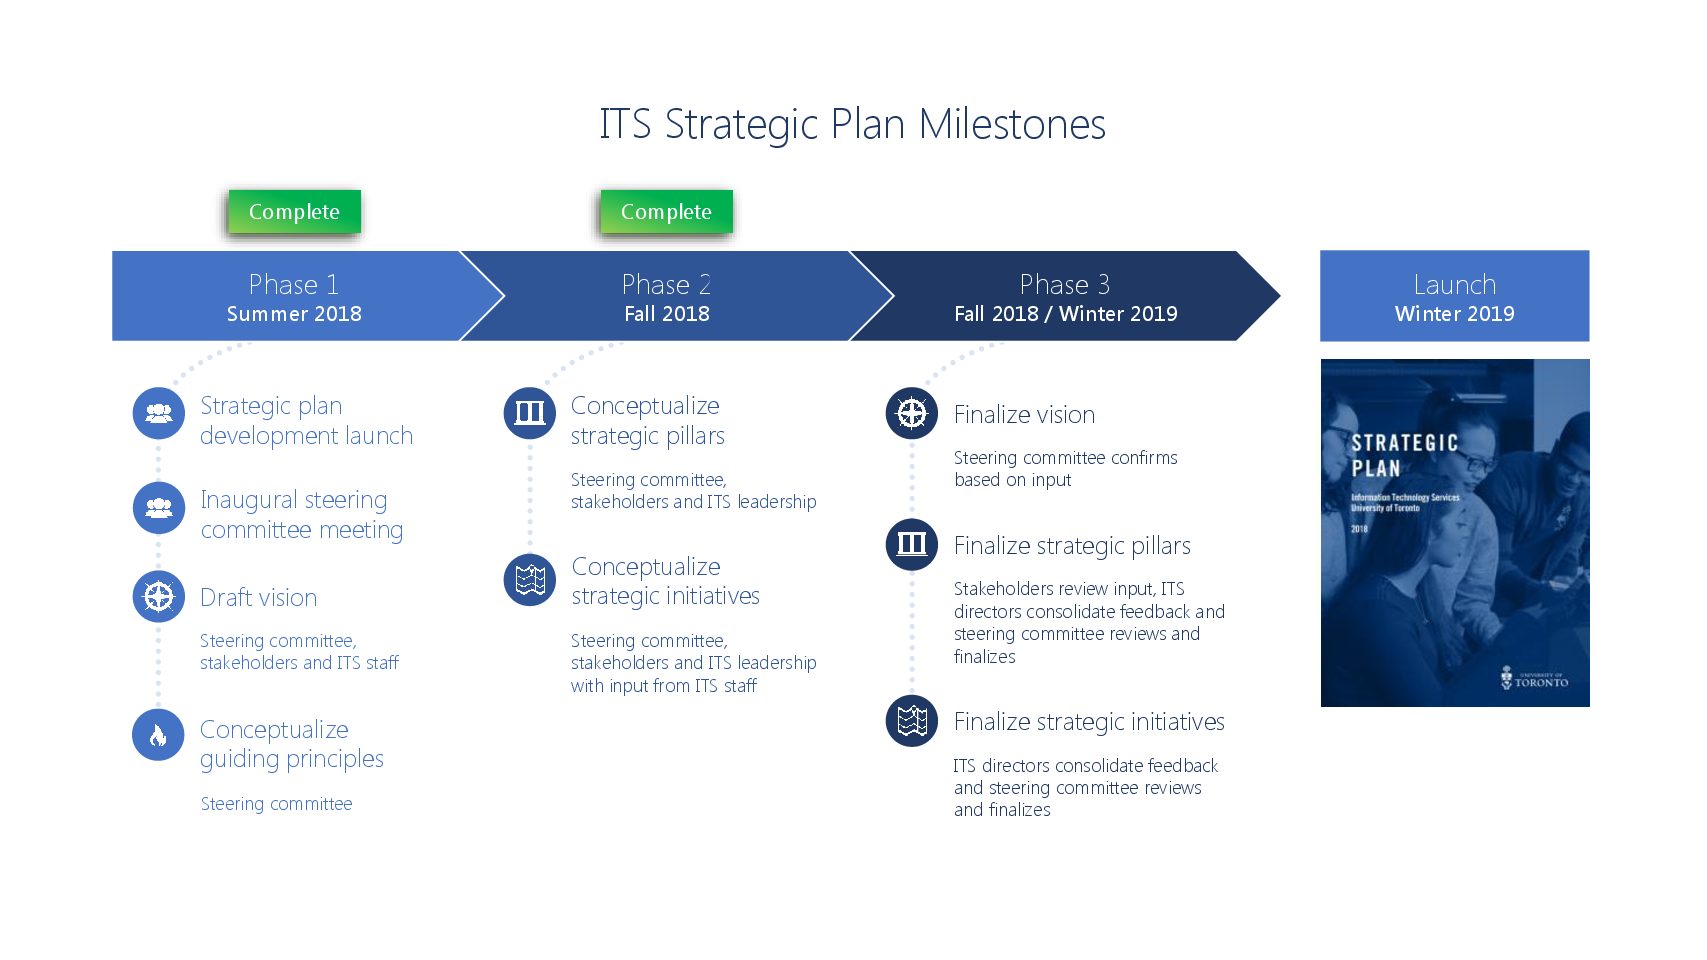 ITS Strategic Plan Milestones
Complete
Complete
Phase 1
Summer 2018
Phase 2
Fall 2018
Phase 3
Fall 2018 / Winter 2019
Launch
Winter 2019
Strategic plan
development launch
Inaugural steering
committee meeting
Draft vision
Steering committee,
stakeholders and ITS staff
Conceptualize
guiding principles
Steering committee
Conceptualize
strategic pillars
Steering committee,
stakeholders and ITS leadership
Conceptualize
strategic initiatives
Steering committee,
stakeholders and ITS leadership
with input from ITS staff
Finalize vision
Steering committee confirms
based on input
Finalize strategic pillars
Stakeholders review input, ITS
directors consolidate feedback and
steering committee reviews and
finalizes
Finalize strategic initiatives
ITS directors consolidate feedback
and steering committee reviews
and finalizes
STRATEGIC
PLAN
Information Technology Services
University of Toronto
2018
UNIVERSITY OF
TORONTO